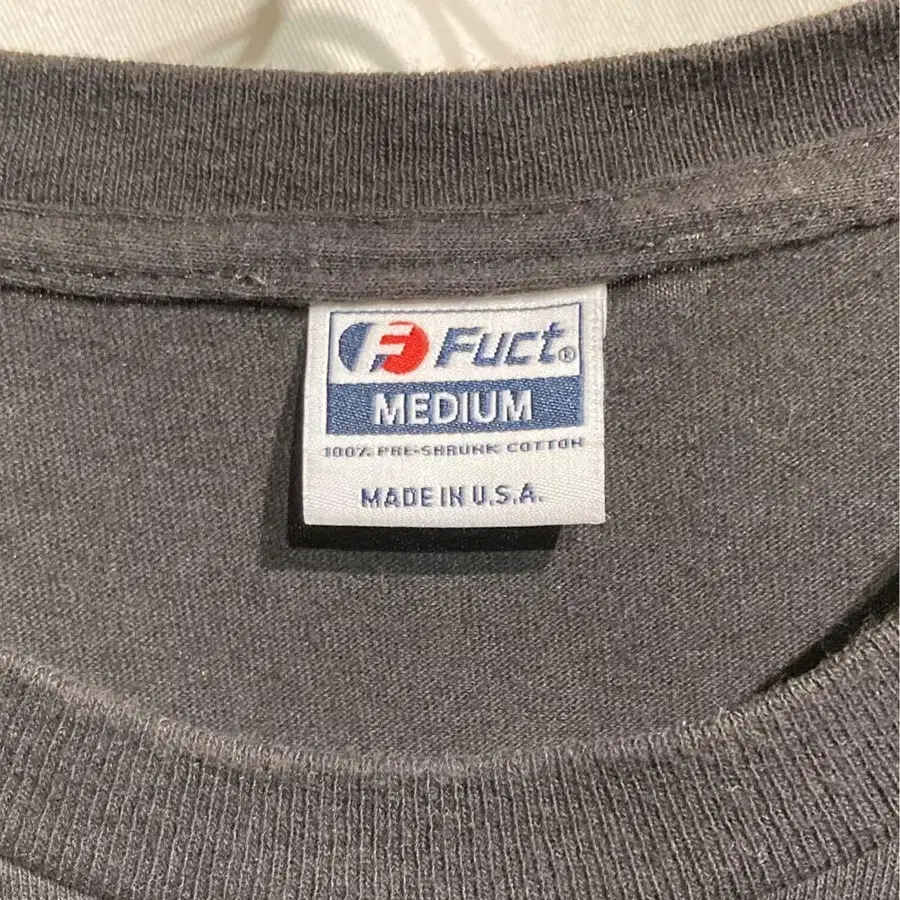 F Fuct®
MEDIUM
100% PRE-SHRUNK COTTON
MADE IN U.S.A.